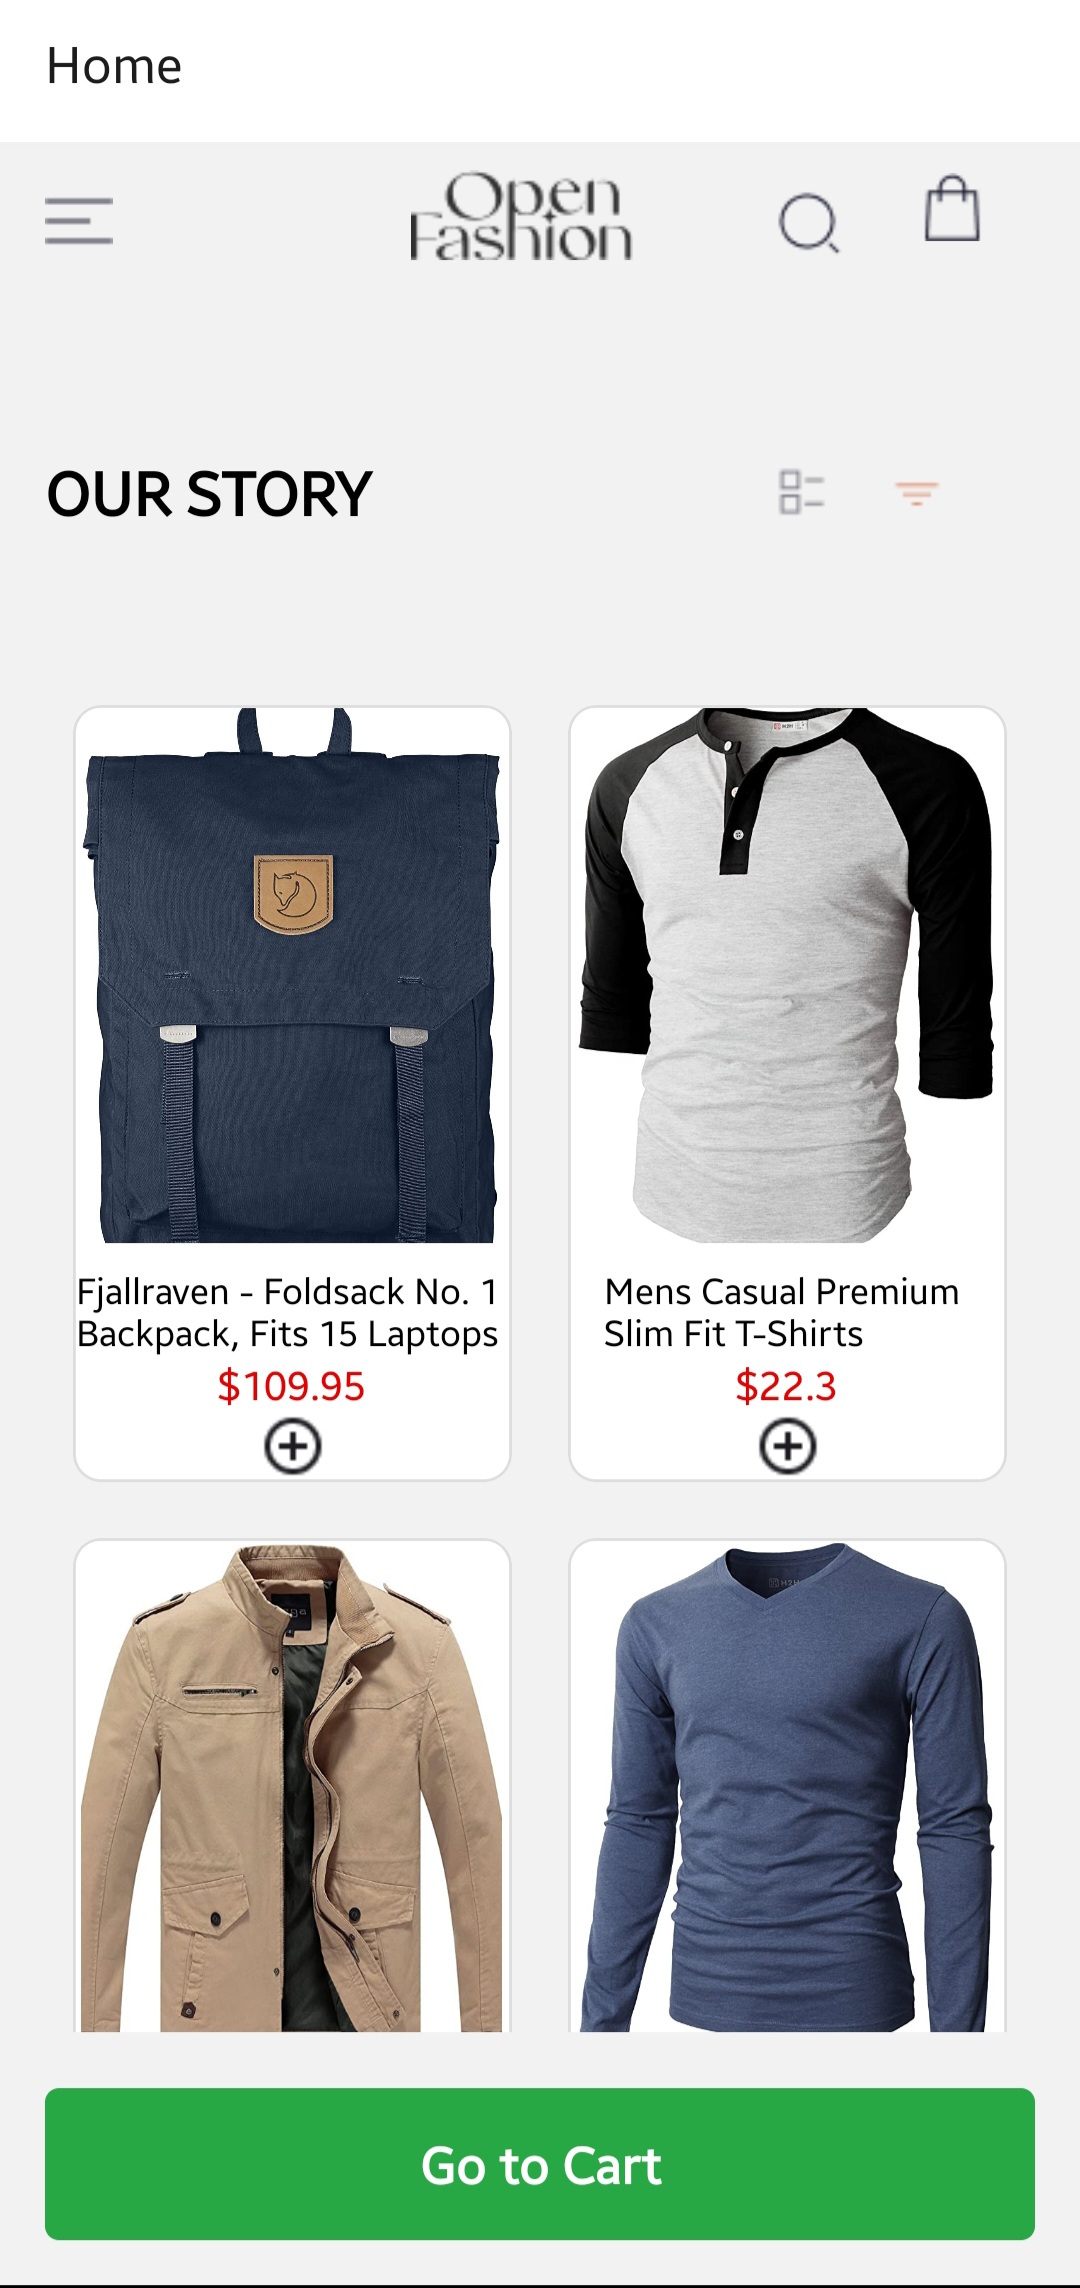 Home
Open
Fashion
OUR STORY
Fjallraven - Foldsack No. 1
Backpack, Fits 15 Laptops
$109.95
Mens Casual Premium
Slim Fit T-Shirts
$22.3
Go to Cart